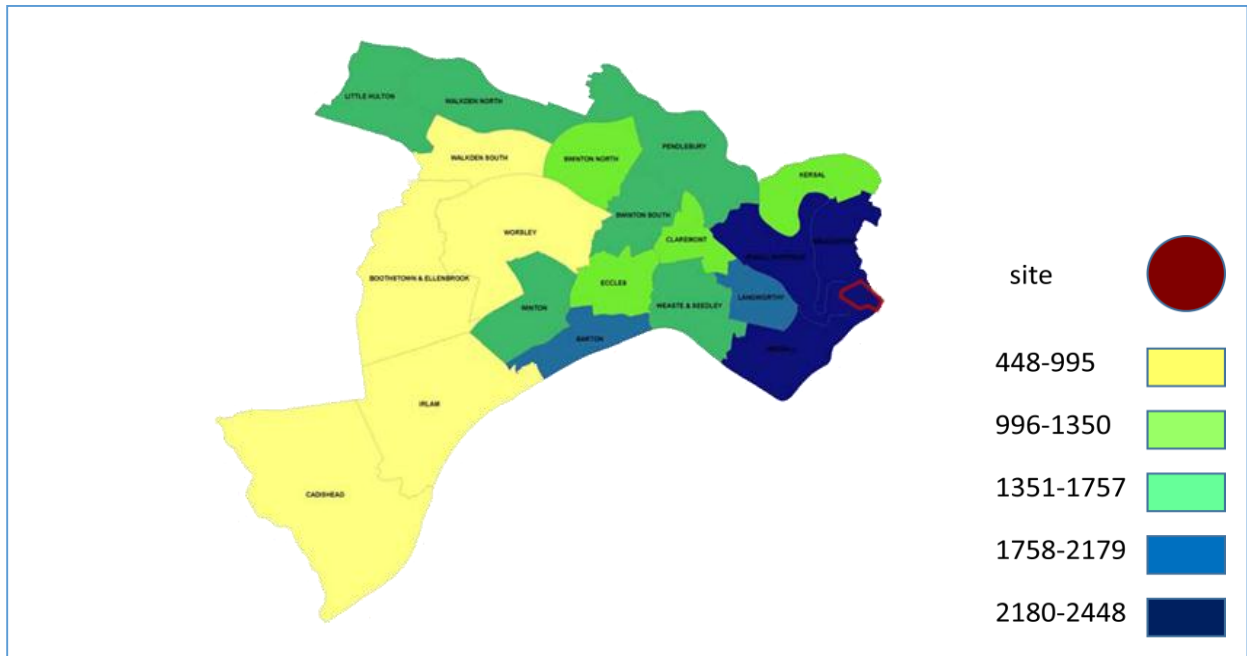 LITTLE HULTON
WALKDEN NORTH
WALKDEN SOUTH
SWINTON NORTH
PENDLEBURY
KERSAL
SWINTON SOUTH
WORSLEY
CLAREMONT
BOOTHSTOWN & ELLENBROOK
ECCLES
LANGWORTHY
WINTON
WEASTE & SEEDLEY
BARTON
IRLAM
CADISHEAD
site
448-995
996-1350
1351-1757
1758-2179
2180-2448